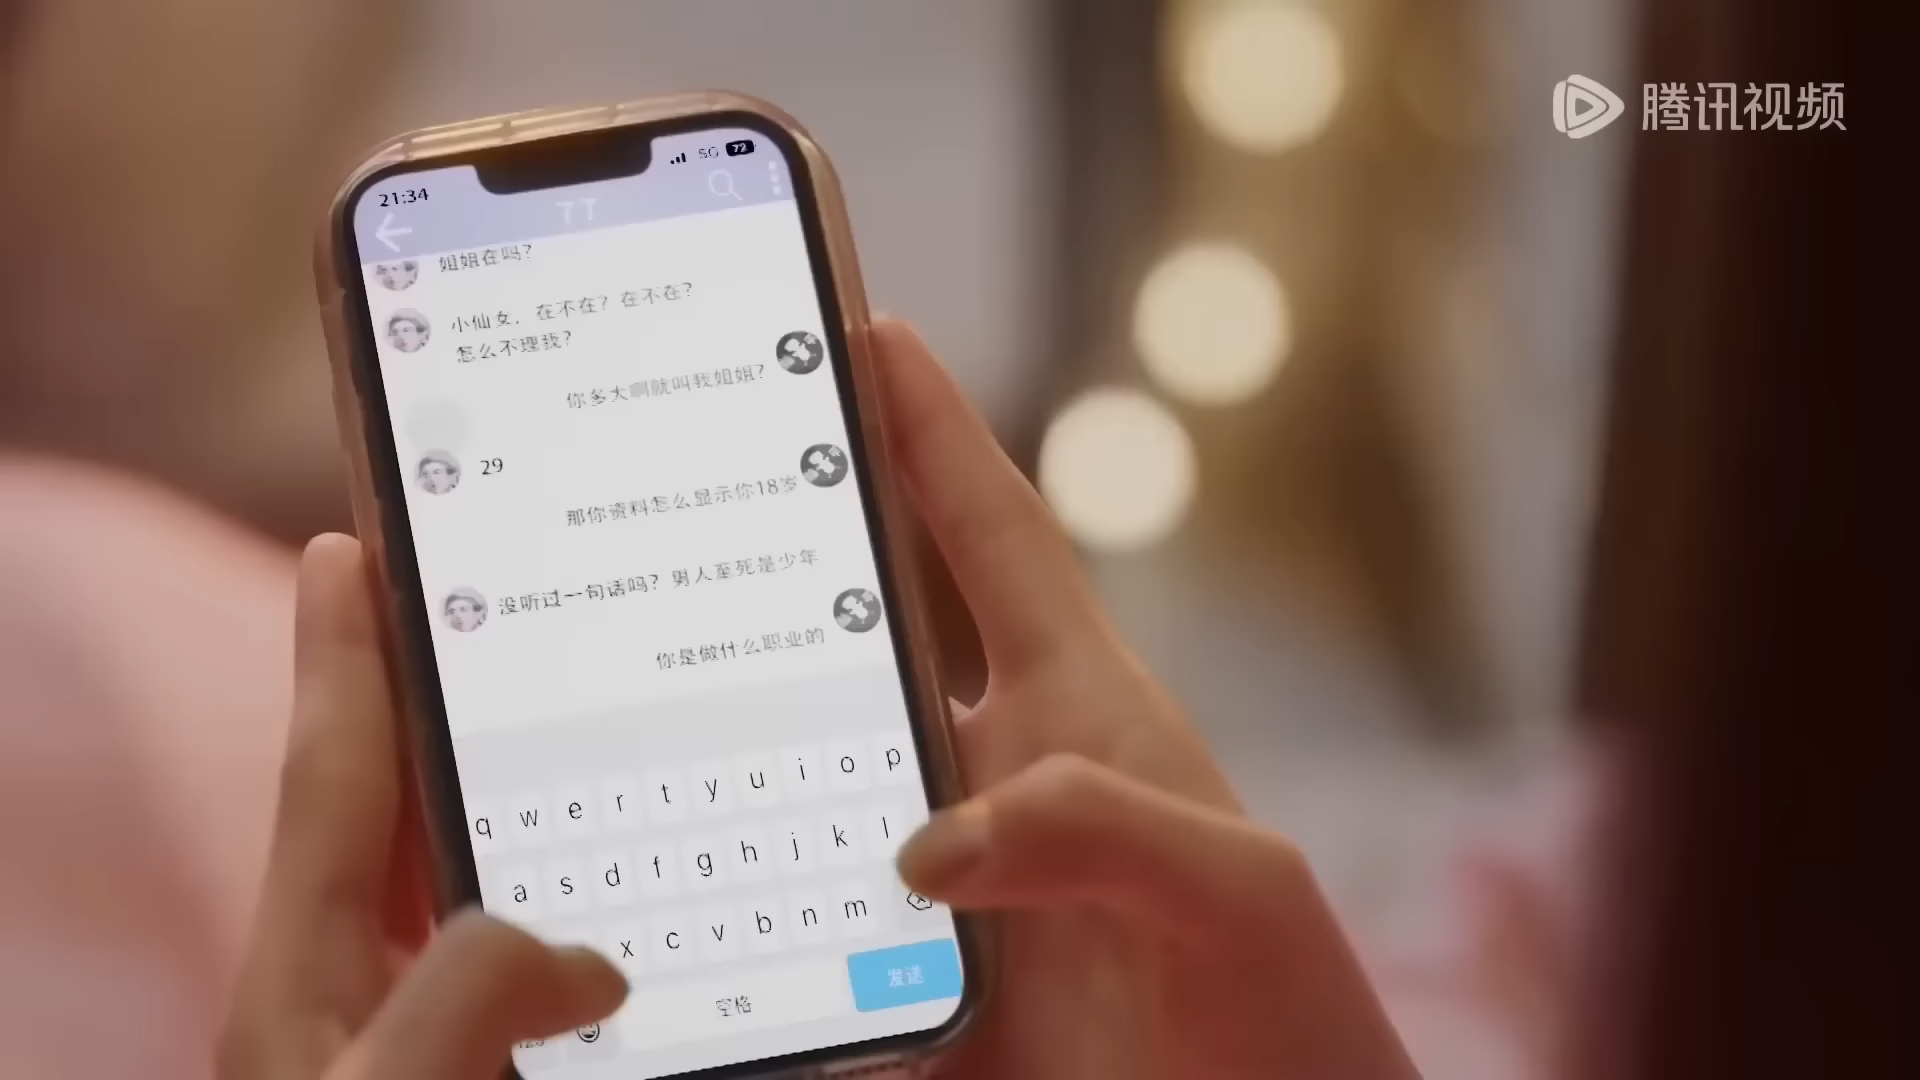 腾讯视频
21:34
5G 72
TT
姐姐在吗?
小仙女，在不在？在不在?
怎么不理我?
你多大啊就叫我姐姐?
29
那你资料怎么显示你18岁
没听过一句话吗？男人至死是少年
你是做什么职业的
q w e r t y u i o p
a s d f g h j k l
x c v b n m
123 空格 发送